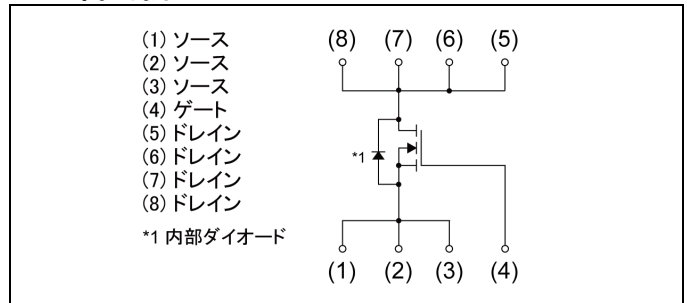 (1) ソース
(2) ソース
(3) ソース
(4) ゲート
(5) ドレイン
(6) ドレイン
(7) ドレイン
(8) ドレイン
*1 内部ダイオード
(8) (7) (6) (5)
*1
(1) (2) (3) (4)